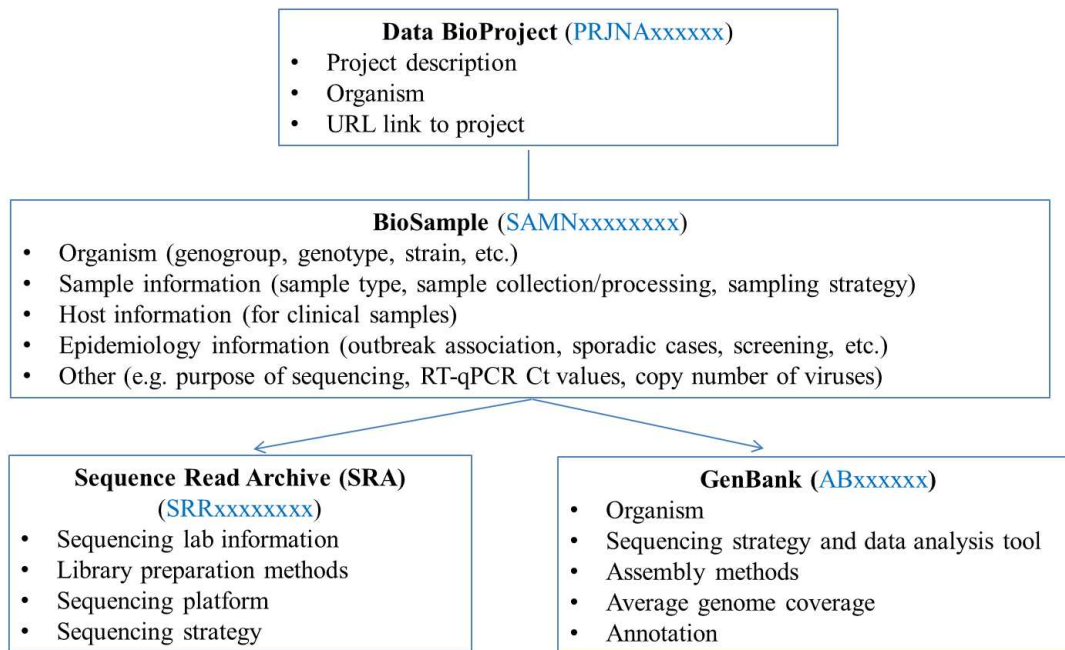 Data BioProject (PRJNAxxxxxx)
• Project description
• Organism
• URL link to project
BioSample (SAMNxxxxxxxx)
• Organism (genogroup, genotype, strain, etc.)
• Sample information (sample type, sample collection/processing, sampling strategy)
• Host information (for clinical samples)
• Epidemiology information (outbreak association, sporadic cases, screening, etc.)
• Other (e.g. purpose of sequencing, RT-qPCR Ct values, copy number of viruses)
Sequence Read Archive (SRA)
(SRRxxxxxxxx)
• Sequencing lab information
• Library preparation methods
• Sequencing platform
• Sequencing strategy
GenBank (ABxxxxxx)
• Organism
• Sequencing strategy and data analysis tool
• Assembly methods
• Average genome coverage
• Annotation